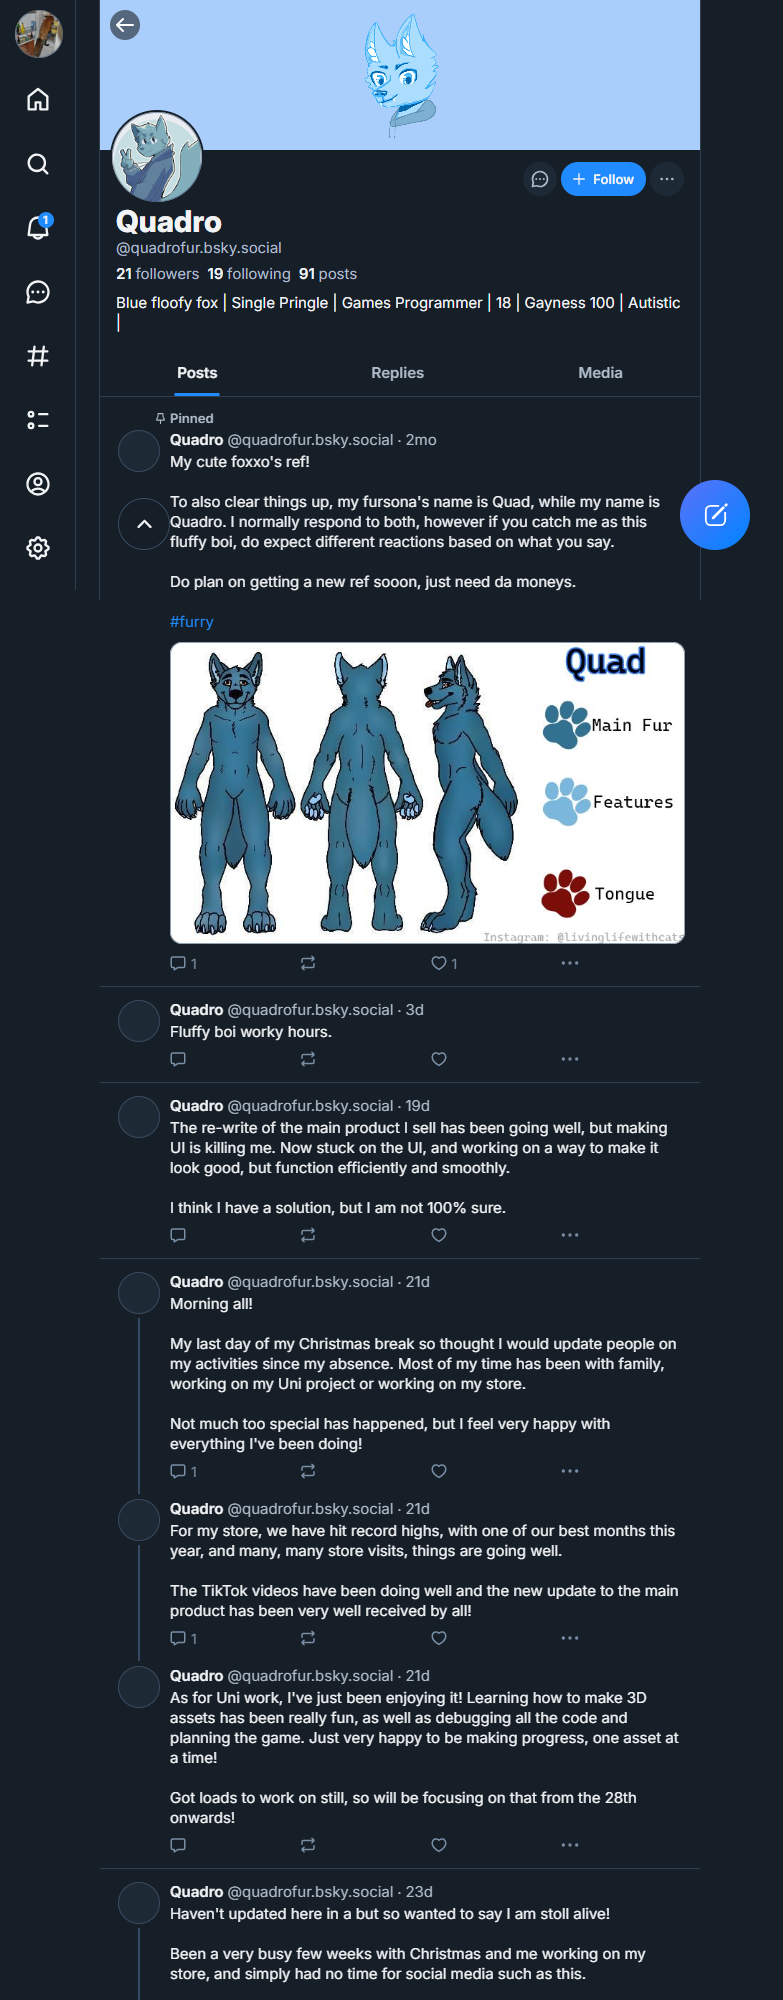 1
Follow
Quadro
@quadrofur.bsky.social
21 followers 19 following 91 posts
Blue floofy fox | Single Pringle | Games Programmer | 18 | Gayness 100 | Autistic
|
Posts Replies Media
Pinned
Quadro @quadrofur.bsky.social · 2mo
My cute foxxo's ref!
To also clear things up, my fursona's name is Quad, while my name is
Quadro. I normally respond to both, however if you catch me as this
fluffy boi, do expect different reactions based on what you say.
Do plan on getting a new ref sooon, just need da moneys.
#furry
Quad
Main Fur
Features
Tongue
Instagram: @livinglifewithcats
1 1
Quadro @quadrofur.bsky.social · 3d
Fluffy boi worky hours.
Quadro @quadrofur.bsky.social · 19d
The re-write of the main product I sell has been going well, but making
UI is killing me. Now stuck on the UI, and working on a way to make it
look good, but function efficiently and smoothly.
I think I have a solution, but I am not 100% sure.
Quadro @quadrofur.bsky.social · 21d
Morning all!
My last day of my Christmas break so thought I would update people on
my activities since my absence. Most of my time has been with family,
working on my Uni project or working on my store.
Not much too special has happened, but I feel very happy with
everything I've been doing!
1
Quadro @quadrofur.bsky.social · 21d
For my store, we have hit record highs, with one of our best months this
year, and many, many store visits, things are going well.
The TikTok videos have been doing well and the new update to the main
product has been very well received by all!
1
Quadro @quadrofur.bsky.social · 21d
As for Uni work, I've just been enjoying it! Learning how to make 3D
assets has been really fun, as well as debugging all the code and
planning the game. Just very happy to be making progress, one asset at
a time!
Got loads to work on still, so will be focusing on that from the 28th
onwards!
Quadro @quadrofur.bsky.social · 23d
Haven't updated here in a but so wanted to say I am stoll alive!
Been a very busy few weeks with Christmas and me working on my
store, and simply had no time for social media such as this.